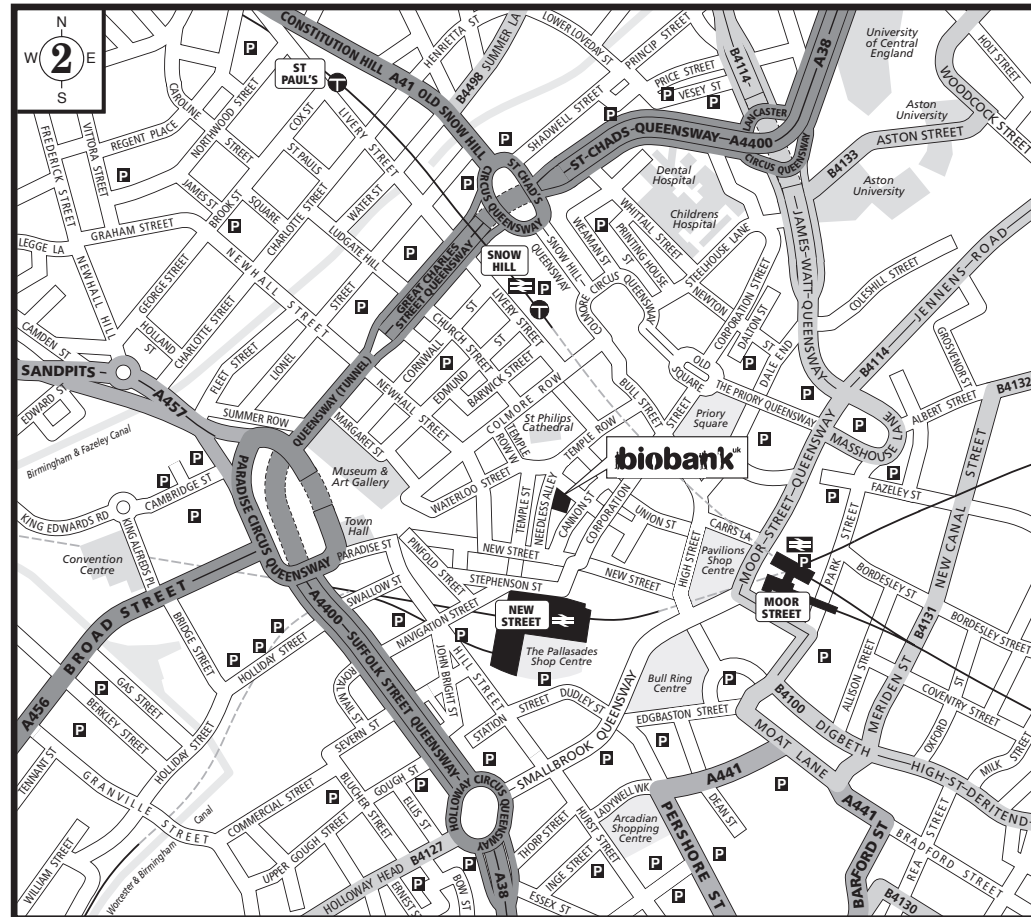 N
W 2 E
S
CONSTITUTION HILL A41 OLD SNOW HILL
HENRIETTA ST
B4498 SUMMER LA
LOWER LOVEDAY ST
PRINCIP STREET
PRICE STREET
VESEY ST
B4114
A38
University
of Central
England
HOLT STREET
WOODCOCK STREET
Aston
University
ASTON STREET
B4133
Aston
University
ST
PAUL'S
T
P
CAROLINE
STREET
REGENT PLACE
VITTORA STREET
FREDERICK STREET
NORTHWOOD STREET
COX ST
LIVERY STREET
ST PAULS
SQUARE
JAMES ST
BROOK ST
CHARLOTTE STREET
WATER ST
LUDGATE HILL
SHADWELL STREET
ST CHAD'S
CIRCUS QUEENSWAY
ST-CHADS-QUEENSWAY-A4400
LANCASTER
CIRCUS QUEENSWAY
Dental
Hospital
Childrens
Hospital
WHITTALL STREET
PRINTING HOUSE
WEAMAN ST
STEELHOUSE LANE
JAMES-WATT-QUEENSWAY
COLESHILL STREET
JENNENS-ROAD
B4114
GRAHAM STREET
LEGGE LA
NEWHALL HILL
NEWHALL STREET
GEORGE STREET
HOLLAND
ST
CHARLOTTE STREET
CAMDEN ST
FLEET STREET
LIONEL
STREET
GREAT CHARLES
STREET QUEENSWAY
SNOW
HILL
SNOW HILL
QUEENSWAY
T
LIVERY STREET
CHURCH STREET
CORNWALL
ST
EDMUND
BARWICK STREET
NEWHALL STREET
COLMORE CIRCUS
QUEENSWAY
NEWTON
ST
CORPORATION STREET
DALTON ST
DALE END
OLD
SQUARE
THE PRIORY QUEENSWAY
Priory
Square
BULL STREET
COLMORE ROW
St Philips
Cathedral
TEMPLE
ROW W
TEMPLE ROW
GROSVENOR ST
B4132
ALBERT STREET
MASSHOUSE LANE
FAZELEY ST
SANDPITS
A457
EDWARD ST
SUMMER ROW
QUEENSWAY (TUNNEL)
MARGARET ST
Birmingham & Fazeley Canal
Museum &
Art Gallery
WATERLOO STREET
TEMPLE ST
NEEDLESS ALLEY
CANNON ST
CORPORATION
STREET
UNION ST
biobank uk
CARRS LA
HIGH STREET
Pavilions
Shop
Centre
MOOR-STREET-QUEENSWAY
PARK STREET
MOOR
STREET
NEW CANAL STREET
BORDESLEY ST
BORDESLEY STREET
B4131
CAMBRIDGE ST
KING EDWARDS RD
KING ALFREDS PL
Convention
Centre
PARADISE CIRCUS
QUEENSWAY
Town
Hall
PARADISE ST
PINFOLD STREET
NEW STREET
STEPHENSON ST
NEW STREET
SWALLOW ST
NAVIGATION STREET
NEW
STREET
The Pallasades
Shop Centre
A456 BROAD STREET
BRIDGE STREET
HOLLIDAY STREET
A4400-SUFFOLK STREET QUEENSWAY
HILL STREET
JOHN BRIGHT ST
ROYAL MAIL ST
SEVERN ST
STATION
STREET
DUDLEY ST
SMALLBROOK QUEENSWAY
Bull Ring
Centre
EDGBASTON STREET
B4100
DIGBETH
MOAT LANE
ALLISON STREET
MERIDEN ST
OXFORD
ST
COVENTRY STREET
MILK STREET
HIGH-ST-DERITEND
GAS STREET
BERKLEY STREET
HOLLIDAY STREET
TENNANT ST
GRANVILLE STREET
COMMERCIAL STREET
BLUCHER STREET
GOUGH ST
ELLIS ST
UPPER GOUGH STREET
Worcester & Birmingham Canal
WILLIAM STREET
HOLLOWAY CIRCUS QUEENSWAY
HOLLOWAY HEAD
B4127
ERNEST ST
BOW ST
A38
THORP STREET
HURST STREET
LADYWELL WK
INGE STREET
ESSEX ST
Arcadian
Shopping
Centre
A441
PERSHORE ST
DEAN ST
A441
BARFORD ST
REA STREET
BRADFORD STREET
B4130